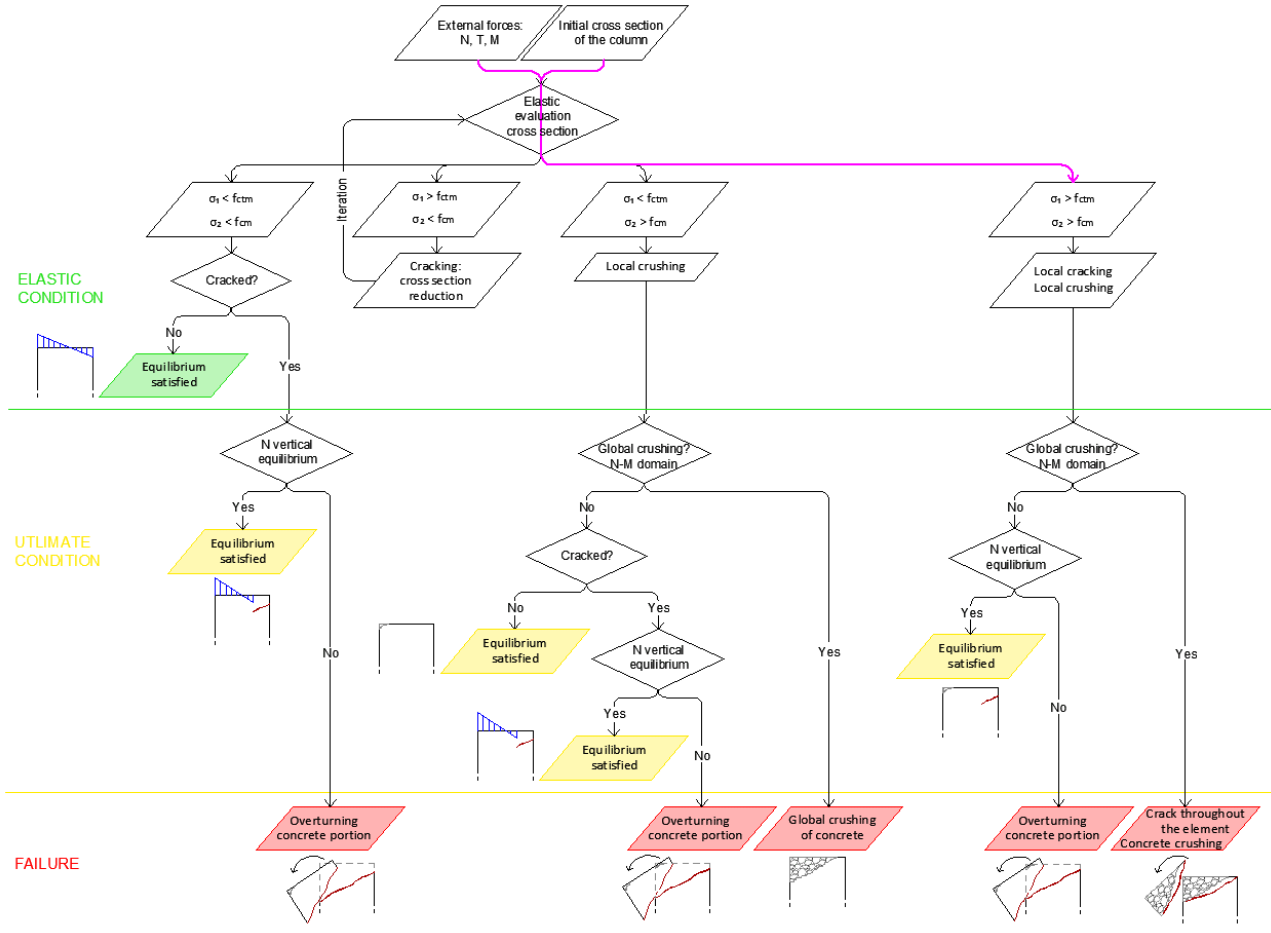 External forces:
N, T, M
Initial cross section
of the column
Elastic
evaluation
cross section
Iteration
σ₁ < fctm
σ₂ < fcm
σ₁ > fctm
σ₂ < fcm
σ₁ < fctm
σ₂ > fcm
σ₁ > fctm
σ₂ > fcm
Cracked?
Cracking:
cross section
reduction
Local crushing
Local cracking
Local crushing
ELASTIC
CONDITION
No
Yes
Equilibrium
satisfied
N vertical
equilibrium
Global crushing?
N-M domain
Global crushing?
N-M domain
Yes
No
No
UTLIMATE
CONDITION
Equilibrium
satisfied
Cracked?
N vertical
equilibrium
No
Yes
Yes
Equilibrium
satisfied
N vertical
equilibrium
Equilibrium
satisfied
No
Yes
Yes
Yes
No
Equilibrium
satisfied
No
Overturning
concrete portion
Overturning
concrete portion
Global crushing
of concrete
Overturning
concrete portion
Crack throughout
the element
Concrete crushing
FAILURE